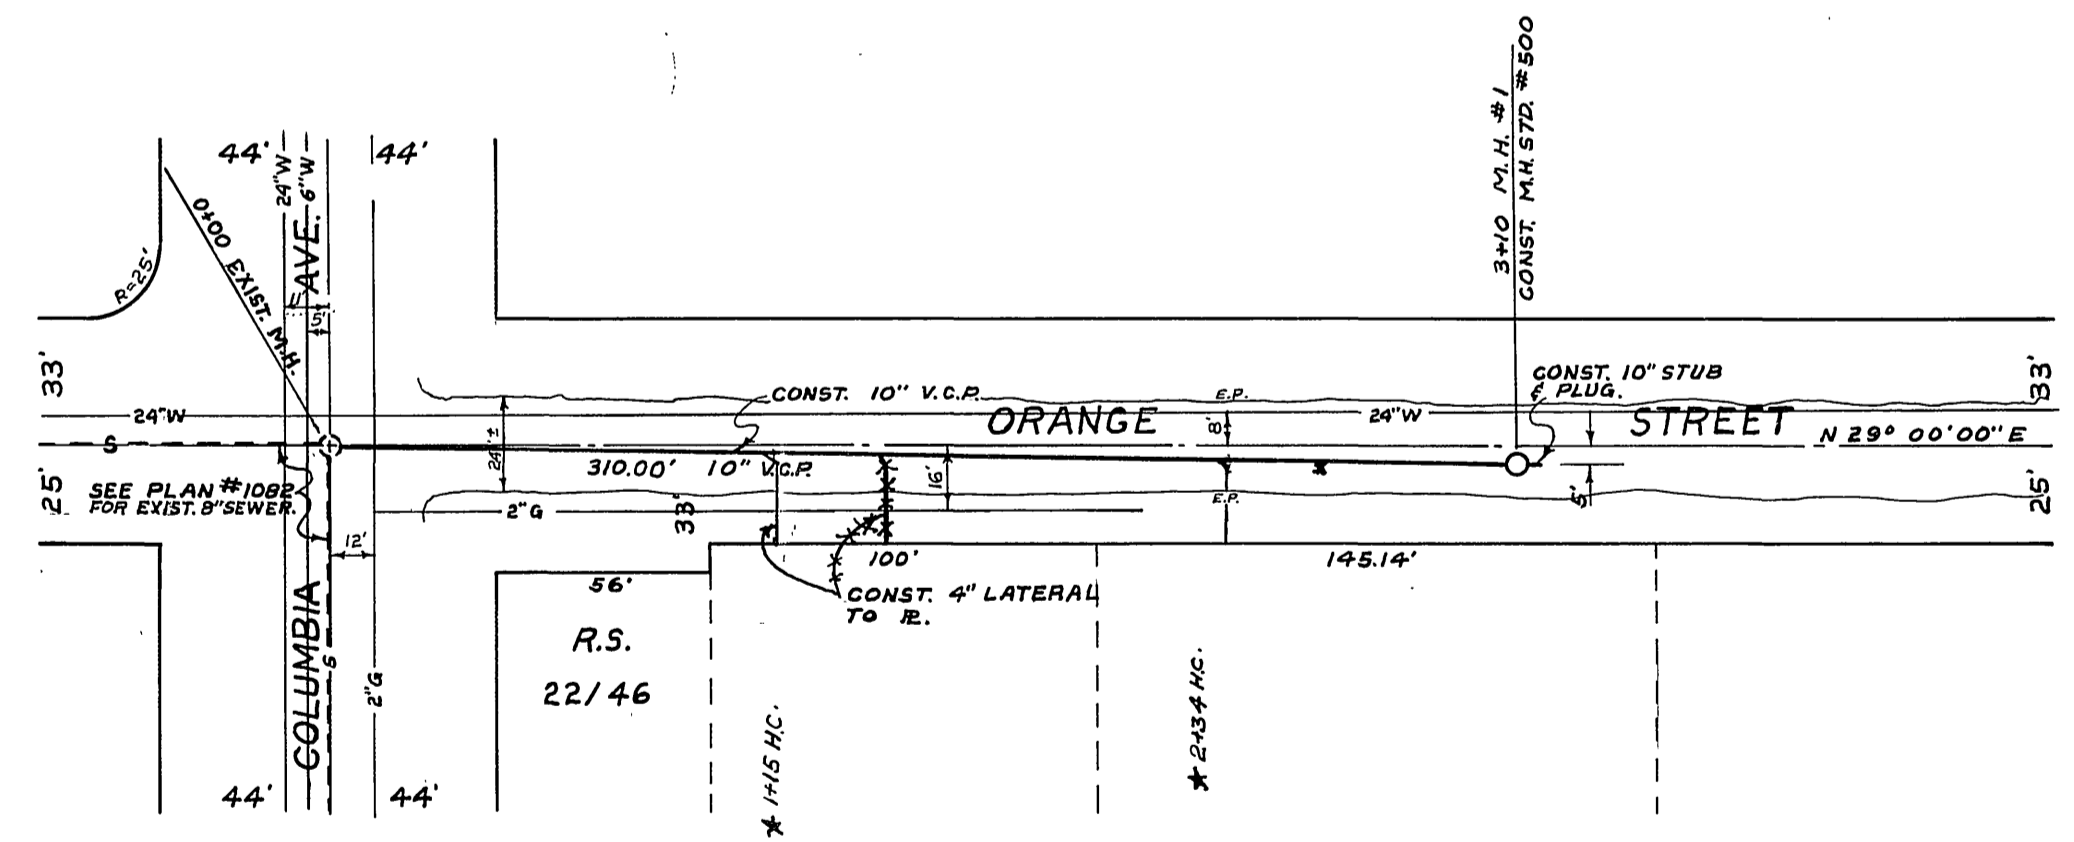 44'
44'
24"W
6"W
AVE.
0+00 EXIST. M.H.
R=25'
5'
3+10 M.H. #1
CONST. M.H. STD. #500
33'
33'
24"W
CONST. 10" V.C.P.
E.P.
ORANGE
24"W
CONST. 10" STUB
& PLUG.
STREET
N 29° 00' 00" E
8'
S
24'±
310.00' 10" V.C.P.
16'
5'
25'
25'
SEE PLAN #1082
FOR EXIST. 8" SEWER.
2"G
33'
E.P.
12'
56'
100'
145.14'
CONST. 4" LATERAL
TO PL.
COLUMBIA
S
2"G
R.S.
22/46
1+15 H.C.
2+34 H.C.
44'
44'